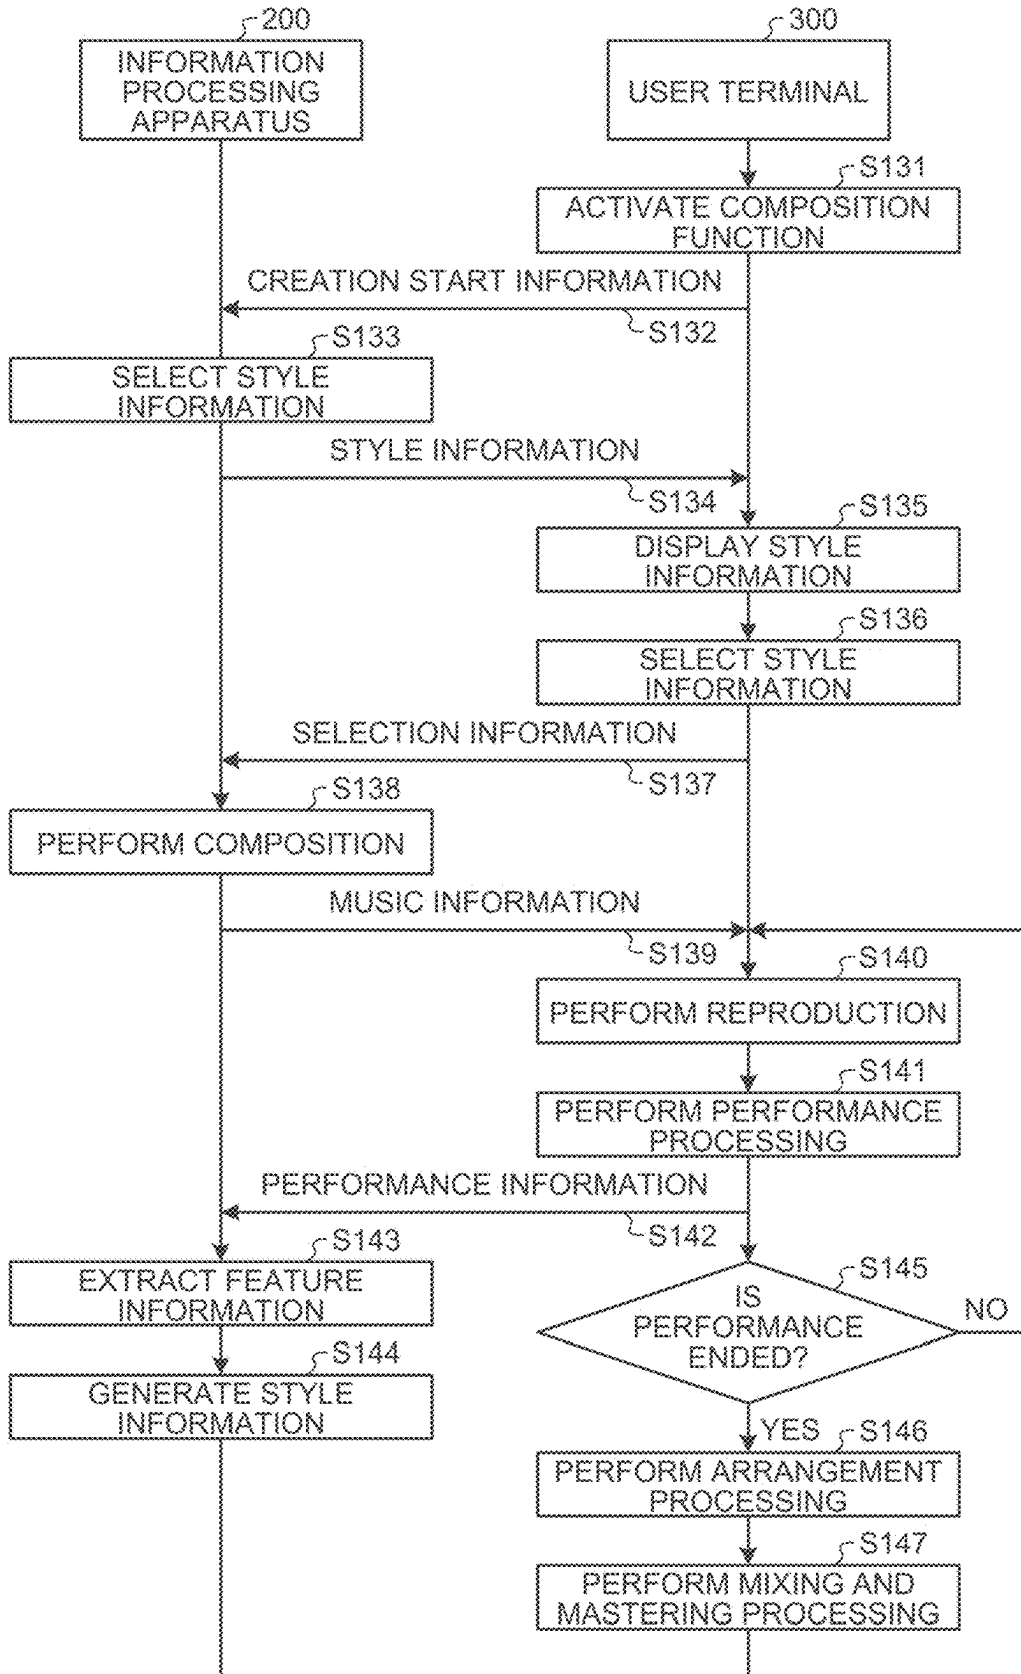 200
INFORMATION
PROCESSING
APPARATUS
300
USER TERMINAL
S131
ACTIVATE COMPOSITION
FUNCTION
CREATION START INFORMATION
S132
S133
SELECT STYLE
INFORMATION
STYLE INFORMATION
S134
S135
DISPLAY STYLE
INFORMATION
S136
SELECT STYLE
INFORMATION
SELECTION INFORMATION
S137
S138
PERFORM COMPOSITION
MUSIC INFORMATION
S139
S140
PERFORM REPRODUCTION
S141
PERFORM PERFORMANCE
PROCESSING
PERFORMANCE INFORMATION
S142
S143
EXTRACT FEATURE
INFORMATION
S144
GENERATE STYLE
INFORMATION
S145
IS
PERFORMANCE
ENDED?
NO
YES
S146
PERFORM ARRANGEMENT
PROCESSING
S147
PERFORM MIXING AND
MASTERING PROCESSING